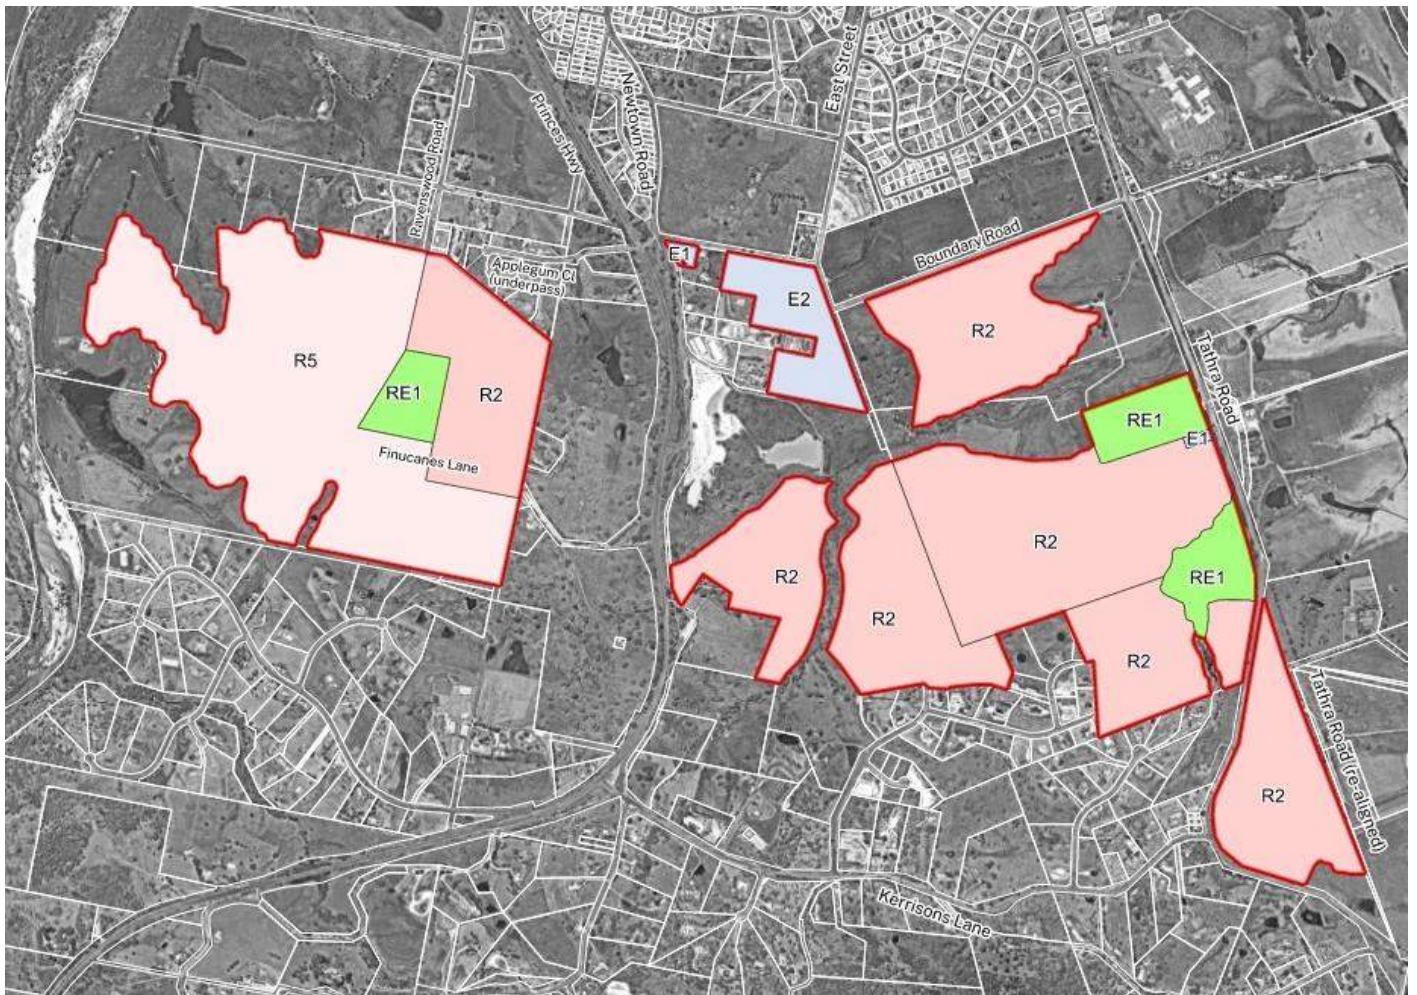 East Street
Newtown Road
Princes Hwy
Ravenswood Road
Boundary Road
E1
Applegum Cl
(underpass)
E2
R2
Tathra Road
R5
RE1
R2
RE1
E1
Finucanes Lane
R2
R2
RE1
R2
R2
Tathra Road (re-aligned)
R2
Kerrisons Lane